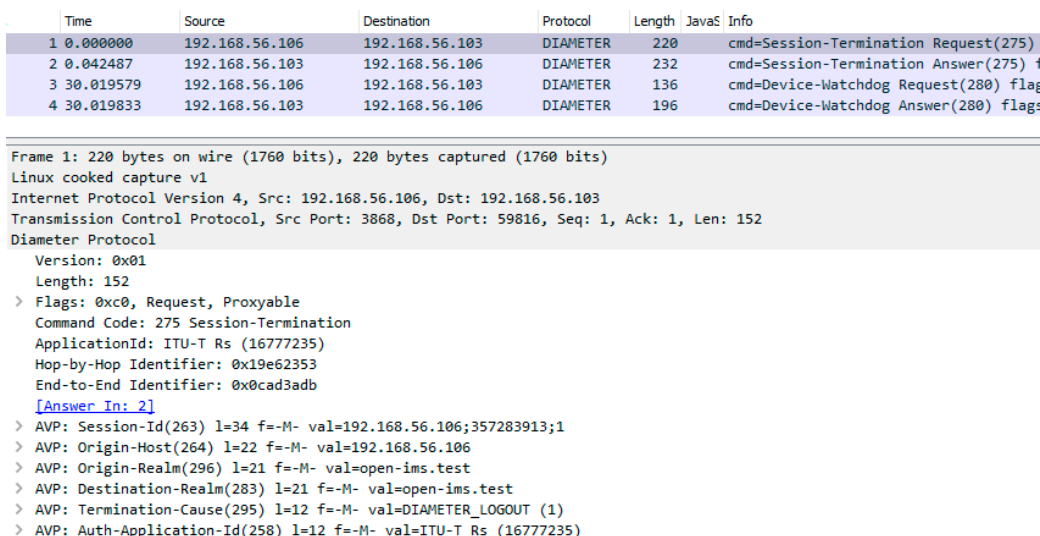 Time Source Destination Protocol Length JavaS Info
1 0.000000 192.168.56.106 192.168.56.103 DIAMETER 220 cmd=Session-Termination Request(275)
2 0.042487 192.168.56.103 192.168.56.106 DIAMETER 232 cmd=Session-Termination Answer(275) f
3 30.019579 192.168.56.106 192.168.56.103 DIAMETER 136 cmd=Device-Watchdog Request(280) flag
4 30.019833 192.168.56.103 192.168.56.106 DIAMETER 196 cmd=Device-Watchdog Answer(280) flags
Frame 1: 220 bytes on wire (1760 bits), 220 bytes captured (1760 bits)
Linux cooked capture v1
Internet Protocol Version 4, Src: 192.168.56.106, Dst: 192.168.56.103
Transmission Control Protocol, Src Port: 3868, Dst Port: 59816, Seq: 1, Ack: 1, Len: 152
Diameter Protocol
Version: 0x01
Length: 152
> Flags: 0xc0, Request, Proxyable
Command Code: 275 Session-Termination
ApplicationId: ITU-T Rs (16777235)
Hop-by-Hop Identifier: 0x19e62353
End-to-End Identifier: 0x0cad3adb
[Answer In: 2]
> AVP: Session-Id(263) l=34 f=-M- val=192.168.56.106;357283913;1
> AVP: Origin-Host(264) l=22 f=-M- val=192.168.56.106
> AVP: Origin-Realm(296) l=21 f=-M- val=open-ims.test
> AVP: Destination-Realm(283) l=21 f=-M- val=open-ims.test
> AVP: Termination-Cause(295) l=12 f=-M- val=DIAMETER_LOGOUT (1)
> AVP: Auth-Application-Id(258) l=12 f=-M- val=ITU-T Rs (16777235)